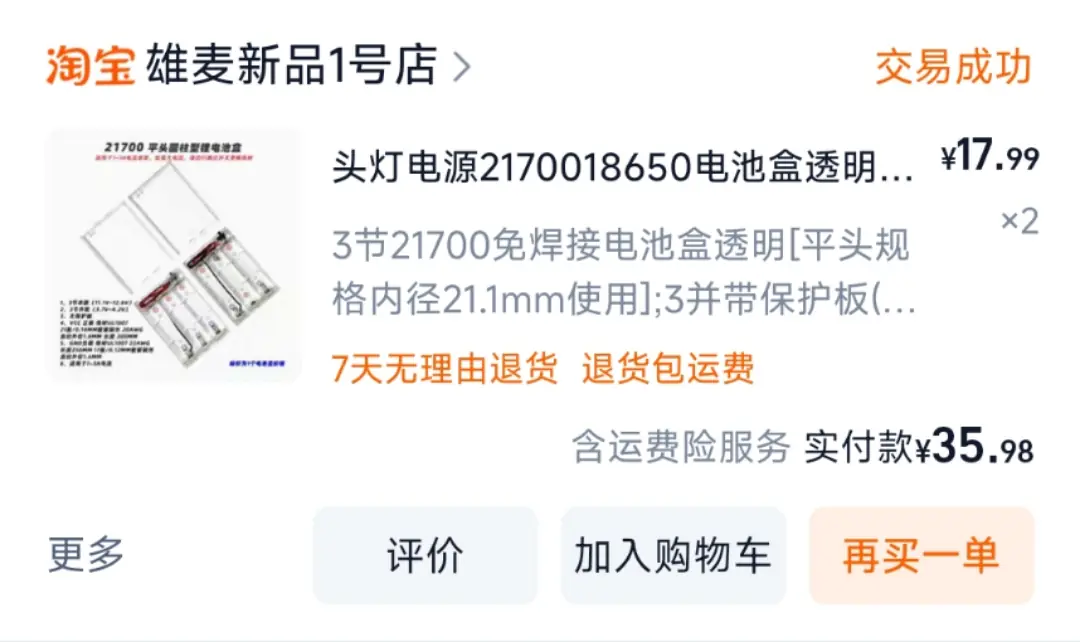 淘宝 雄麦新品1号店 >
交易成功
21700 平头圆柱型锂电池盒
头灯电源2170018650电池盒透明... ¥17.99
×2
3节21700免焊接电池盒透明[平头规
格内径21.1mm使用];3并带保护板(...
7天无理由退货 退货包运费
含运费险服务 实付款¥35.98
更多
评价
加入购物车
再买一单